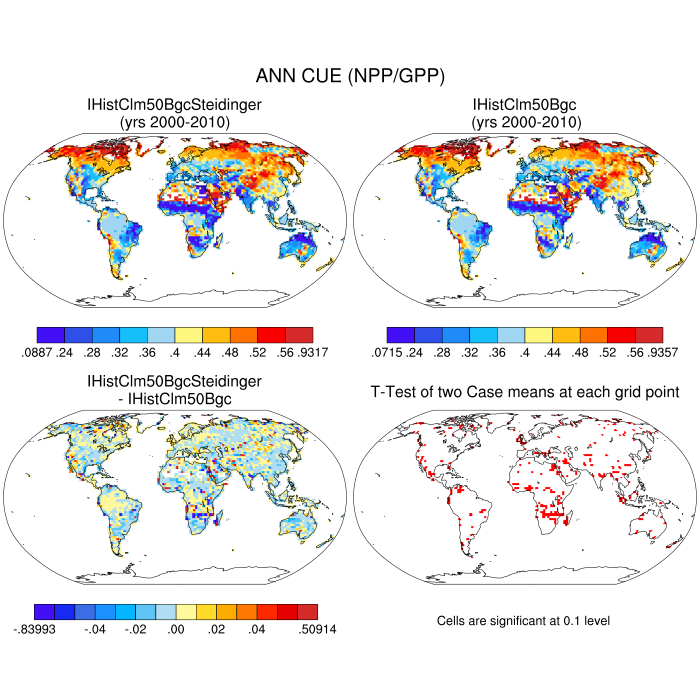 ANN CUE (NPP/GPP)
IHistClm50BgcSteidinger
(yrs 2000-2010)
IHistClm50Bgc
(yrs 2000-2010)
.0887 .24 .28 .32 .36 .4 .44 .48 .52 .56 .9317
.0715 .24 .28 .32 .36 .4 .44 .48 .52 .56 .9357
IHistClm50BgcSteidinger
- IHistClm50Bgc
T-Test of two Case means at each grid point
-.83993 -.04 -.02 .00 .02 .04 .50914
Cells are significant at 0.1 level